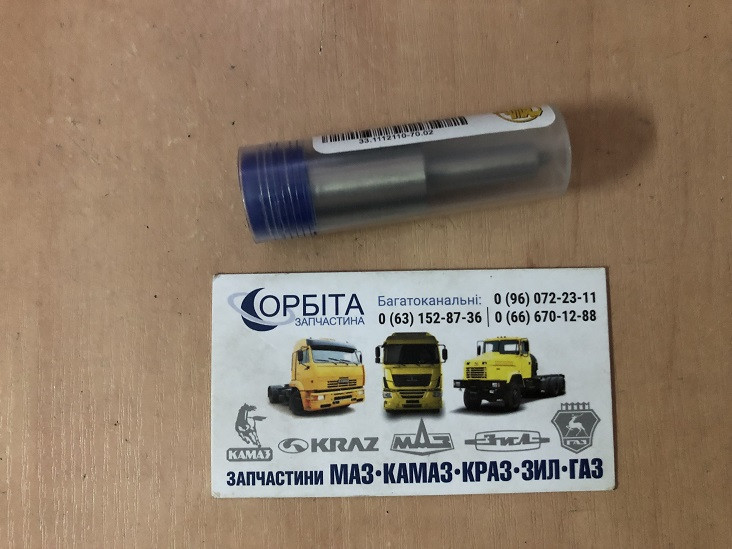 33.1112110-70.02
ОРБІТА
ЗАПЧАСТИНА
Багатоканальні: 0 (96) 072-23-11
0 (63) 152-87-36 | 0 (66) 670-12-88
КАМАЗ
KRAZ
МАЗ
ЗиЛ
ГАЗ
ЗАПЧАСТИНИ МАЗ•КАМАЗ•КРАЗ•ЗИЛ•ГАЗ